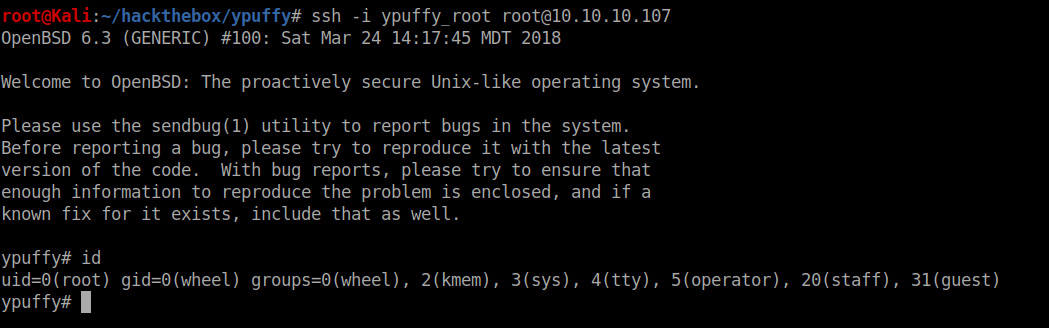 root@Kali:~/hackthebox/ypuffy# ssh -i ypuffy_root root@10.10.10.107
OpenBSD 6.3 (GENERIC) #100: Sat Mar 24 14:17:45 MDT 2018
Welcome to OpenBSD: The proactively secure Unix-like operating system.
Please use the sendbug(1) utility to report bugs in the system.
Before reporting a bug, please try to reproduce it with the latest
version of the code.  With bug reports, please try to ensure that
enough information to reproduce the problem is enclosed, and if a
known fix for it exists, include that as well.
ypuffy# id
uid=0(root) gid=0(wheel) groups=0(wheel), 2(kmem), 3(sys), 4(tty), 5(operator), 20(staff), 31(guest)
ypuffy#